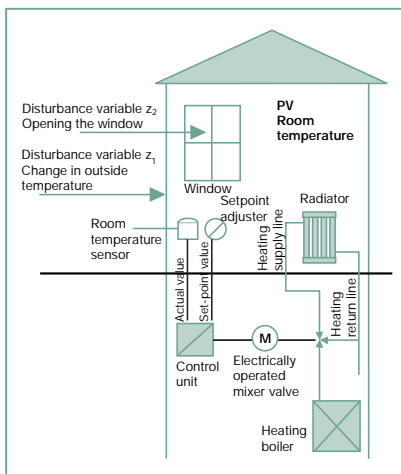 Disturbance variable z2
Opening the window
PV
Room
temperature
Disturbance variable z1
Change in outside
temperature
Window
Setpoint
adjuster
Radiator
Room
temperature
sensor
Heating
supply line
Actual value
Set-point value
Heating
return line
M
Control
unit
Electrically
operated
mixer valve
Heating
boiler